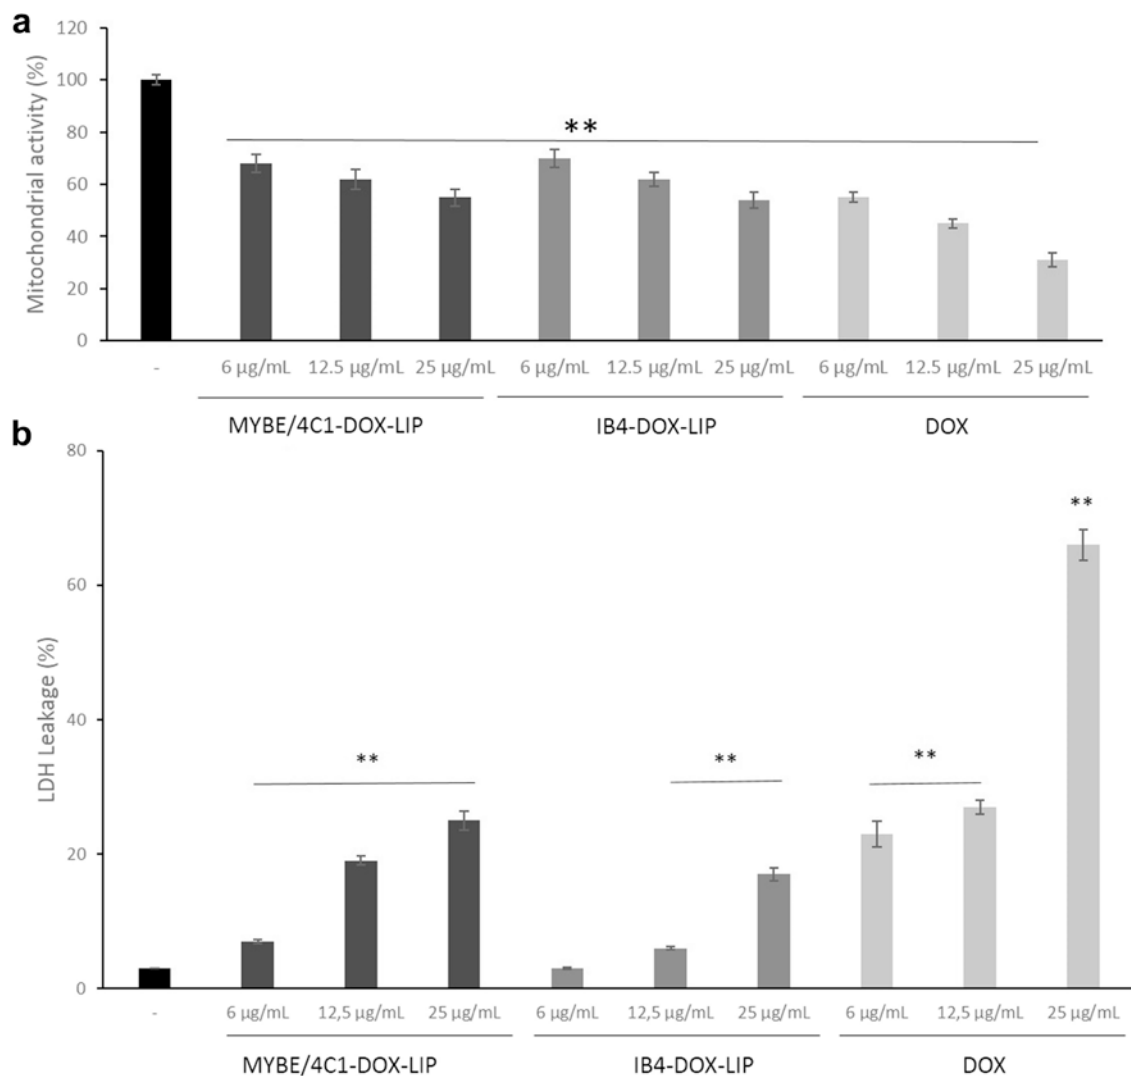 a
Mitochondrial activity (%)
120
100
80
60
40
20
0
**
- 6 µg/mL 12.5 µg/mL 25 µg/mL 6 µg/mL 12.5 µg/mL 25 µg/mL 6 µg/mL 12.5 µg/mL 25 µg/mL
MYBE/4C1-DOX-LIP IB4-DOX-LIP DOX
b
LDH Leakage (%)
80
60
40
20
0
**
**
**
**
- 6 µg/mL 12,5 µg/mL 25 µg/mL 6 µg/mL 12,5 µg/mL 25 µg/mL 6 µg/mL 12,5 µg/mL 25 µg/mL
MYBE/4C1-DOX-LIP IB4-DOX-LIP DOX